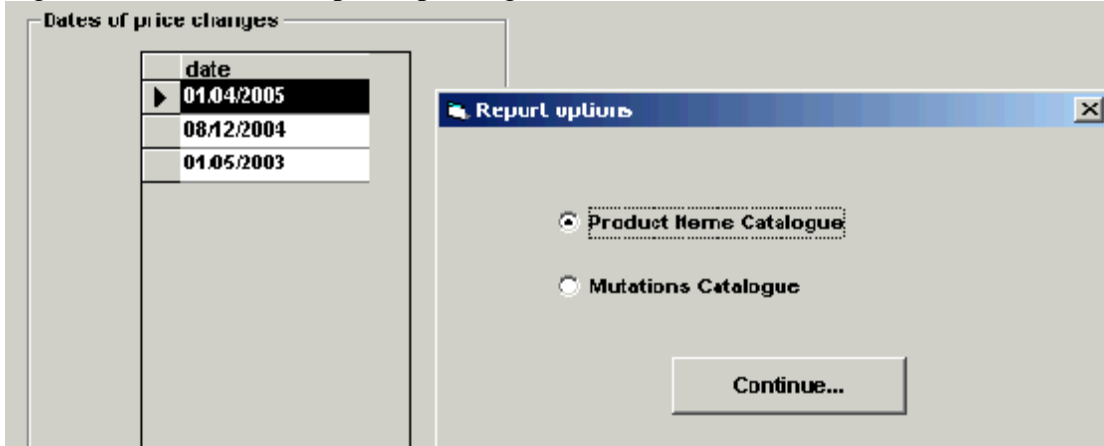 Dates of price changes
date
01.04/2005
08/12/2004
01.05/2003
Report options
Product Name Catalogue
Mutations Catalogue
Continue...